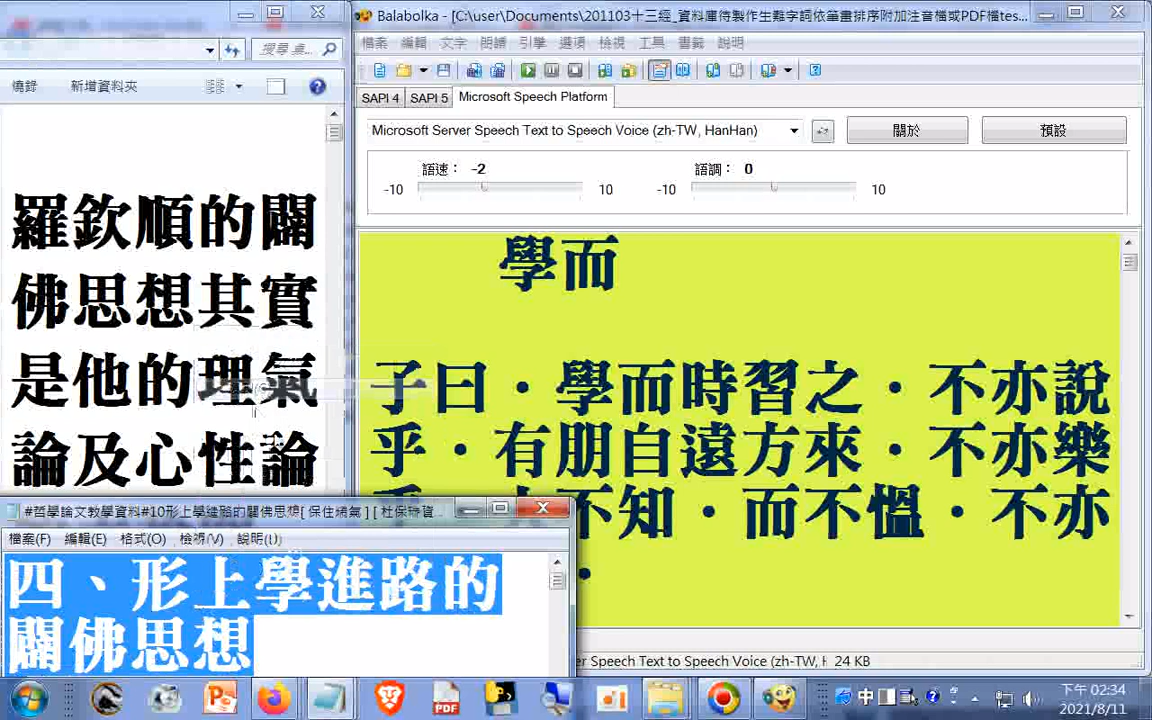 Balabolka - [C:\user\Documents\201103十三經_資料庫待製作生難字詞依筆畫排序附加注音檔或PDF檔tes...
檔案 編輯 文字 朗讀 引擎 選項 檢視 工具 書籤 說明
SAPI 4 SAPI 5 Microsoft Speech Platform
Microsoft Server Speech Text to Speech Voice (zh-TW, HanHan)
關於
預設
語速： -2
-10 10
語調： 0
-10 10
學而
子曰．學而時習之．不亦說
乎．有朋自遠方來．不亦樂
不知．而不慍．不亦
．
er Speech Text to Speech Voice (zh-TW, H 24 KB
搜尋 桌...
燒錄 新增資料夾
羅欽順的闢
佛思想其實
是他的理氣
論及心性論
#哲學論文教學資料#10形上學進路的闢佛思想[
檔案(F) 編輯(E) 格式(O) 檢視(V) 說明(H)
四、形上學進路的
闢佛思想
PDF
中
下午 02:34
2021/8/11